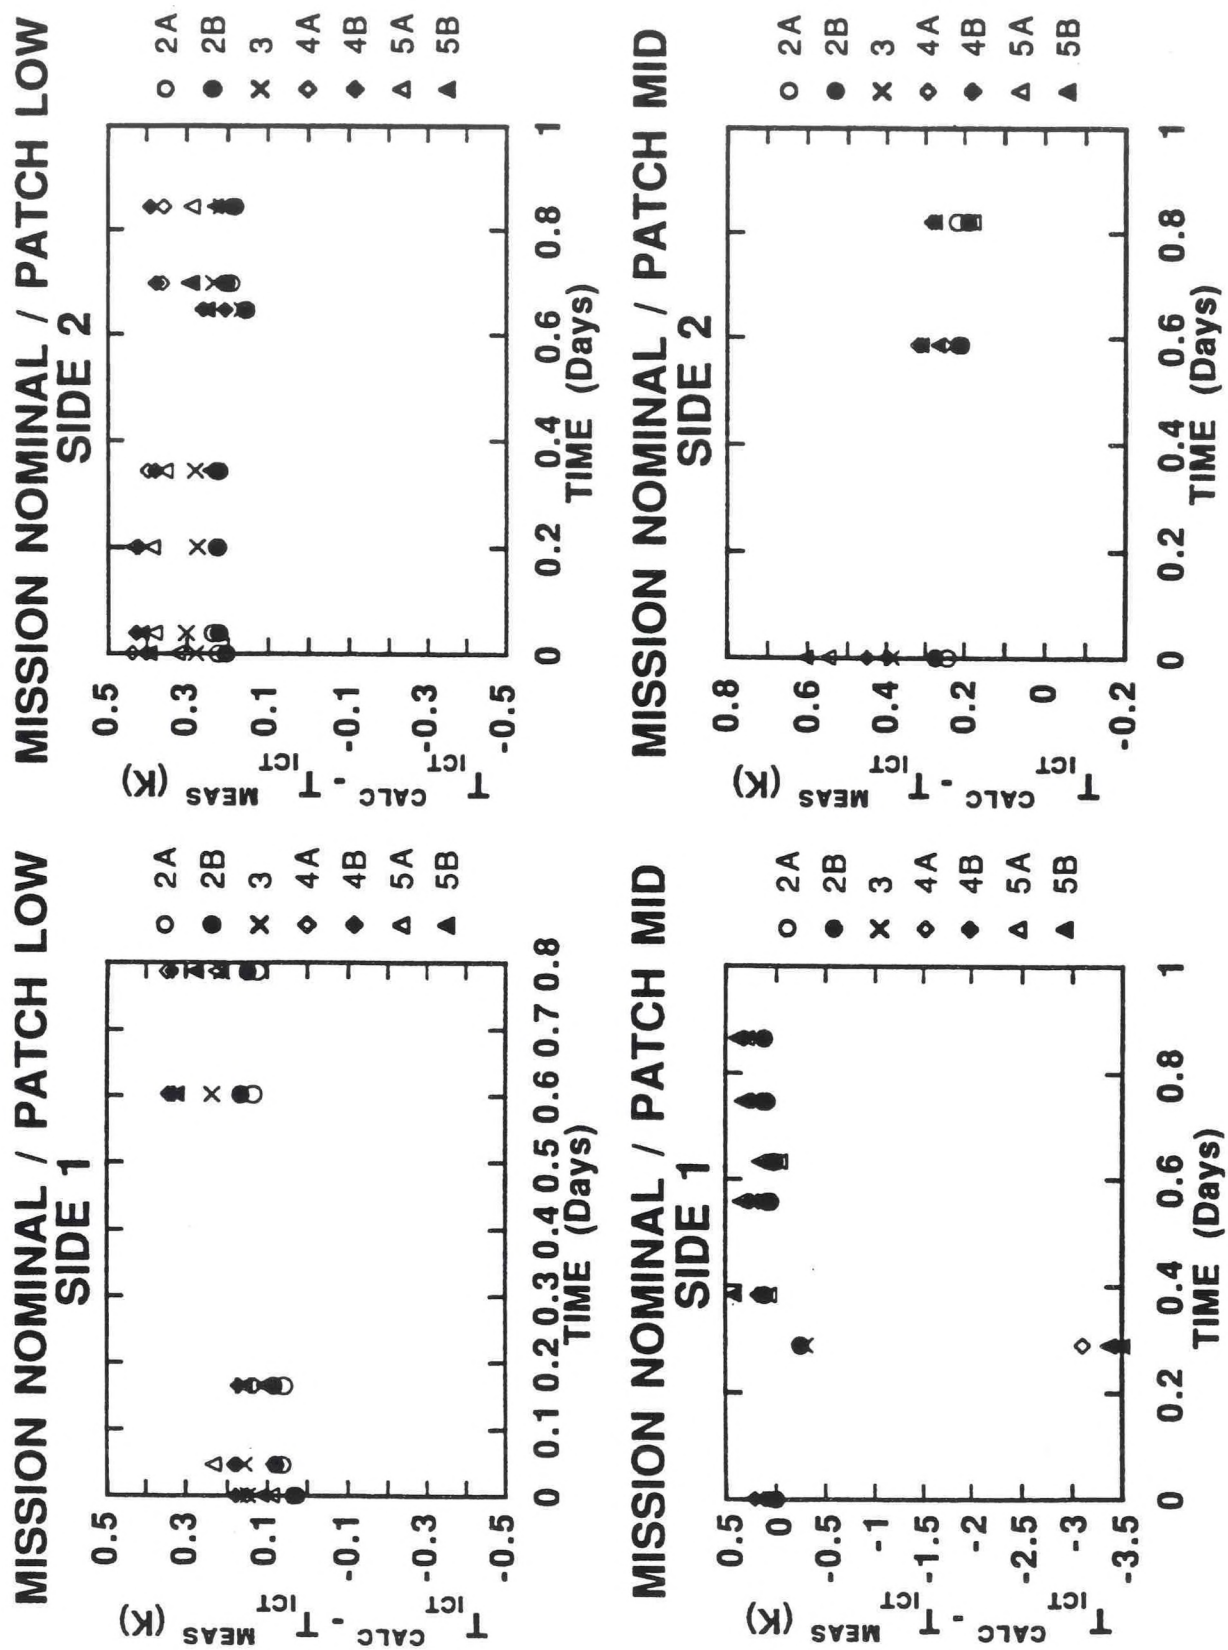 MISSION NOMINAL / PATCH LOW
SIDE 1
T ICT CALC - T ICT MEAS (K)
0.5
0.3
0.1
-0.1
-0.3
-0.5
0 0.1 0.2 0.3 0.4 0.5 0.6 0.7 0.8
TIME (Days)
2A
2B
3
4A
4B
5A
5B
MISSION NOMINAL / PATCH LOW
SIDE 2
T ICT CALC - T ICT MEAS (K)
0.5
0.3
0.1
-0.1
-0.3
-0.5
0 0.2 0.4 0.6 0.8 1
TIME (Days)
2A
2B
3
4A
4B
5A
5B
MISSION NOMINAL / PATCH MID
SIDE 1
T ICT CALC - T ICT MEAS (K)
0.5
0
-0.5
-1
-1.5
-2
-2.5
-3
-3.5
0 0.2 0.4 0.6 0.8 1
TIME (Days)
2A
2B
3
4A
4B
5A
5B
MISSION NOMINAL / PATCH MID
SIDE 2
T ICT CALC - T ICT MEAS (K)
0.8
0.6
0.4
0.2
0
-0.2
0 0.2 0.4 0.6 0.8 1
TIME (Days)
2A
2B
3
4A
4B
5A
5B